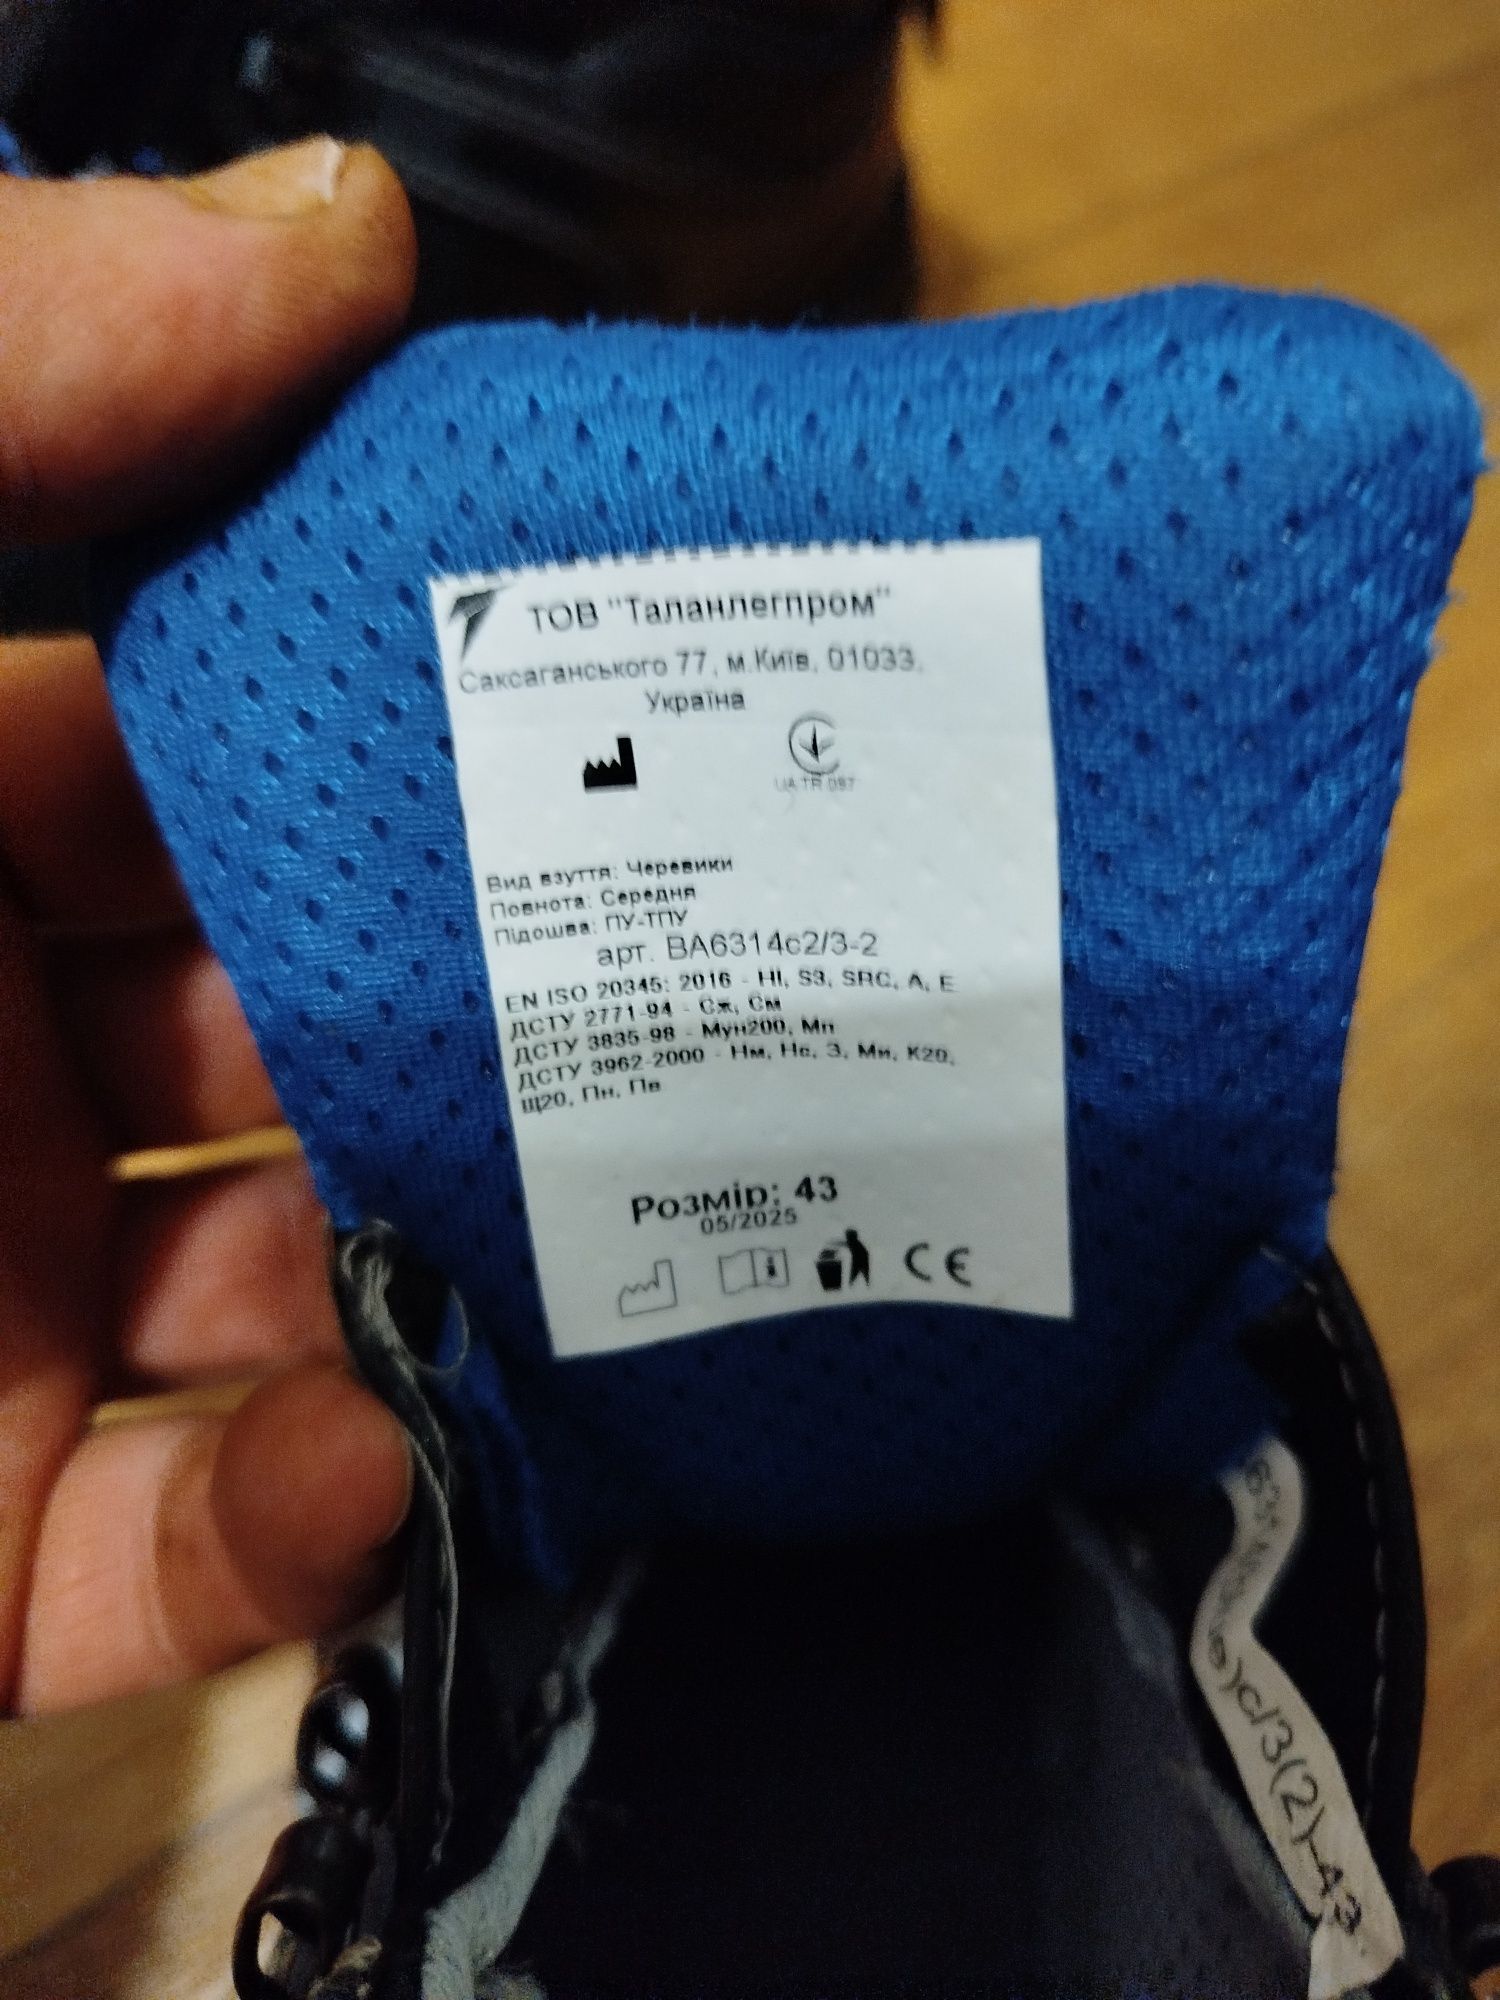 ТОВ "Таланлегпром"
Саксаганського 77, м.Київ, 01033,
Україна
UA TR 097
Вид взуття: Черевики
Повнота: Середня
Підошва: ПУ-ТПУ
арт. ВА6314с2/3-2
EN ISO 20345: 2016 - HI, S3, SRC, A, E
ДСТУ 2771-94 - Сж, См
ДСТУ 3835-98 - Мун200, Мп
ДСТУ 3962-2000 - Нм, Нс, З, Ми, К20,
Щ20, Пн, Пв
Розмір: 43
05/2025
CE
с/3(2)-43